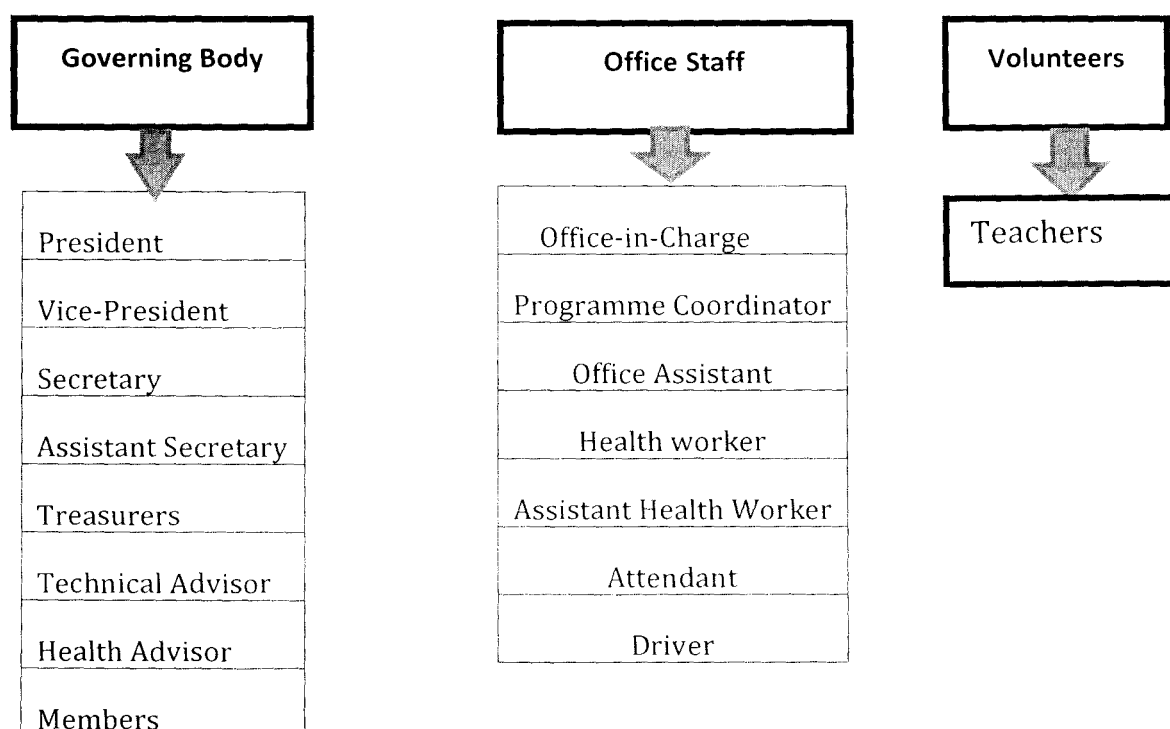 Governing Body
President
Vice-President
Secretary
Assistant Secretary
Treasurers
Technical Advisor
Health Advisor
Members
Office Staff
Office-in-Charge
Programme Coordinator
Office Assistant
Health worker
Assistant Health Worker
Attendant
Driver
Volunteers
Teachers